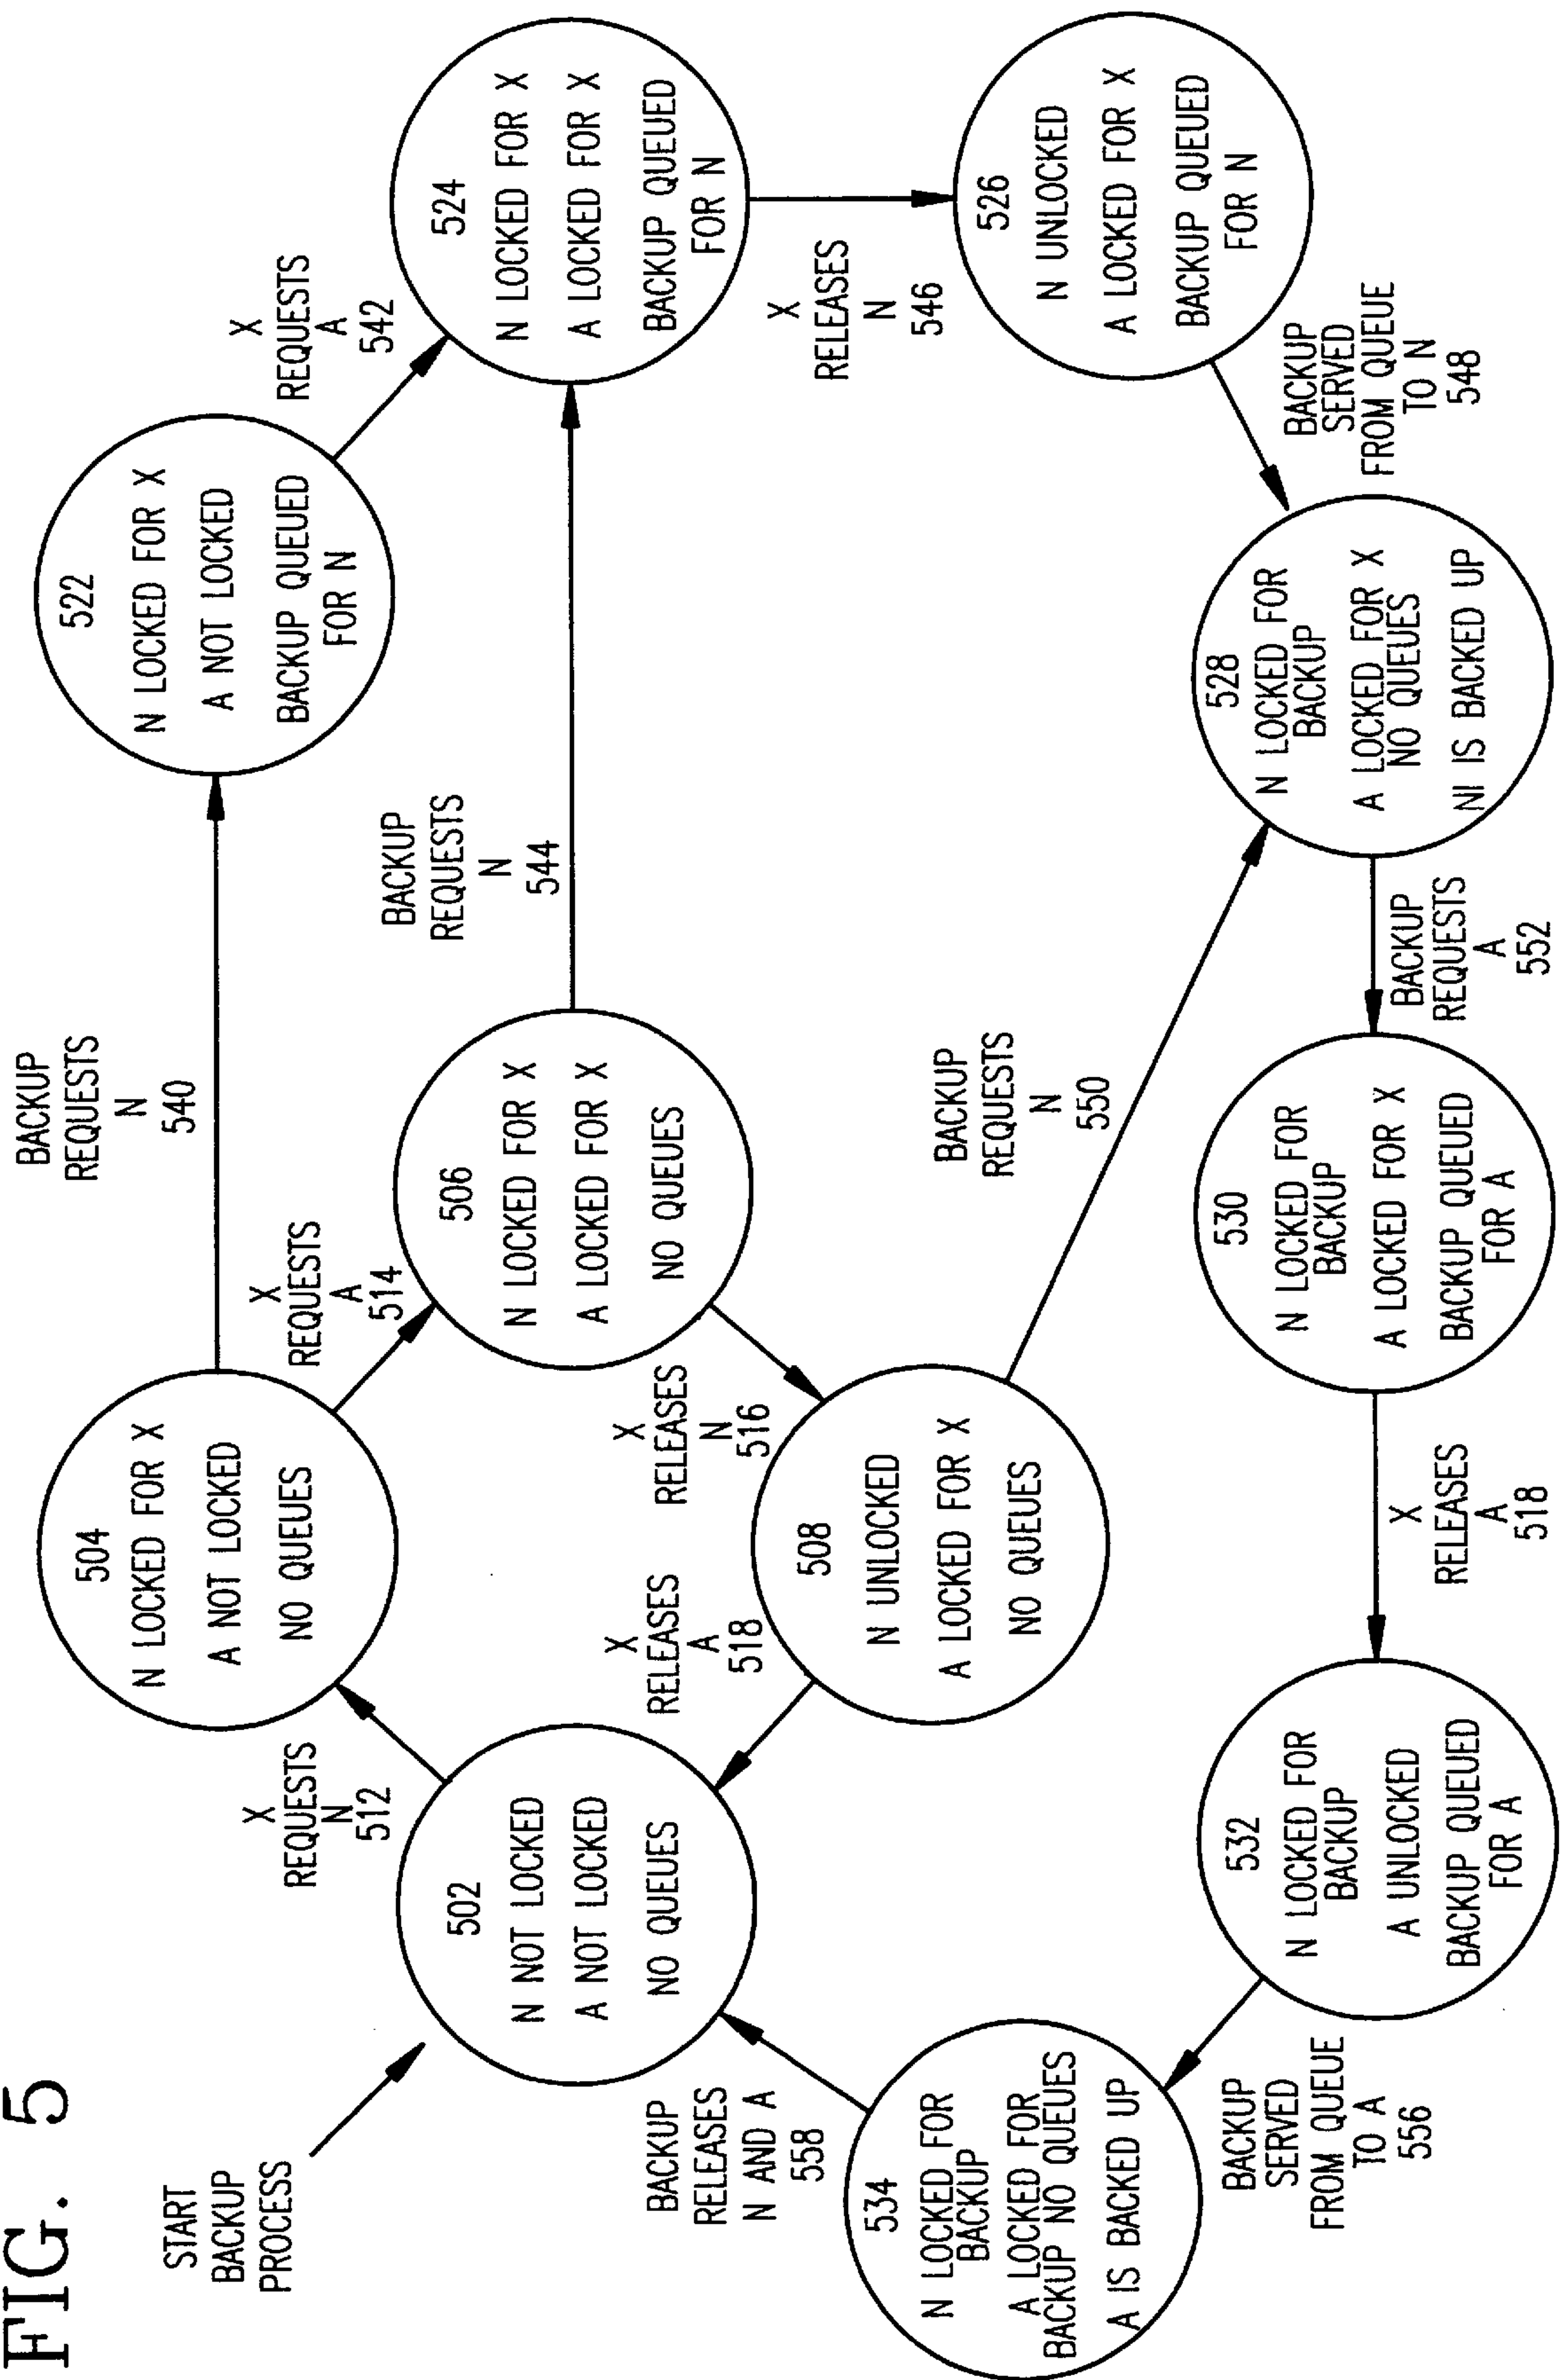 FIG. 5
START
BACKUP
PROCESS
502
N NOT LOCKED
A NOT LOCKED
NO QUEUES
X
REQUESTS
N
512
504
N LOCKED FOR X
A NOT LOCKED
NO QUEUES
X
REQUESTS
A
514
506
N LOCKED FOR X
A LOCKED FOR X
NO QUEUES
X
RELEASES
N
516
508
N UNLOCKED
A LOCKED FOR X
NO QUEUES
X
RELEASES
A
518
BACKUP
REQUESTS
N
540
522
N LOCKED FOR X
A NOT LOCKED
BACKUP QUEUED
FOR N
X
REQUESTS
A
542
BACKUP
REQUESTS
N
544
524
N LOCKED FOR X
A LOCKED FOR X
BACKUP QUEUED
FOR N
X
RELEASES
N
546
526
N UNLOCKED
A LOCKED FOR X
BACKUP QUEUED
FOR N
BACKUP
SERVED
FROM QUEUE
TO N
548
BACKUP
REQUESTS
N
550
528
N LOCKED FOR
BACKUP
A LOCKED FOR X
NO QUEUES
NI IS BACKED UP
BACKUP
REQUESTS
A
552
530
N LOCKED FOR
BACKUP
A LOCKED FOR X
BACKUP QUEUED
FOR A
X
RELEASES
A
518
532
N LOCKED FOR
BACKUP
A UNLOCKED
BACKUP QUEUED
FOR A
BACKUP
SERVED
FROM QUEUE
TO A
556
534
N LOCKED FOR
BACKUP
A LOCKED FOR
BACKUP NO QUEUES
A IS BACKED UP
BACKUP
RELEASES
N AND A
558